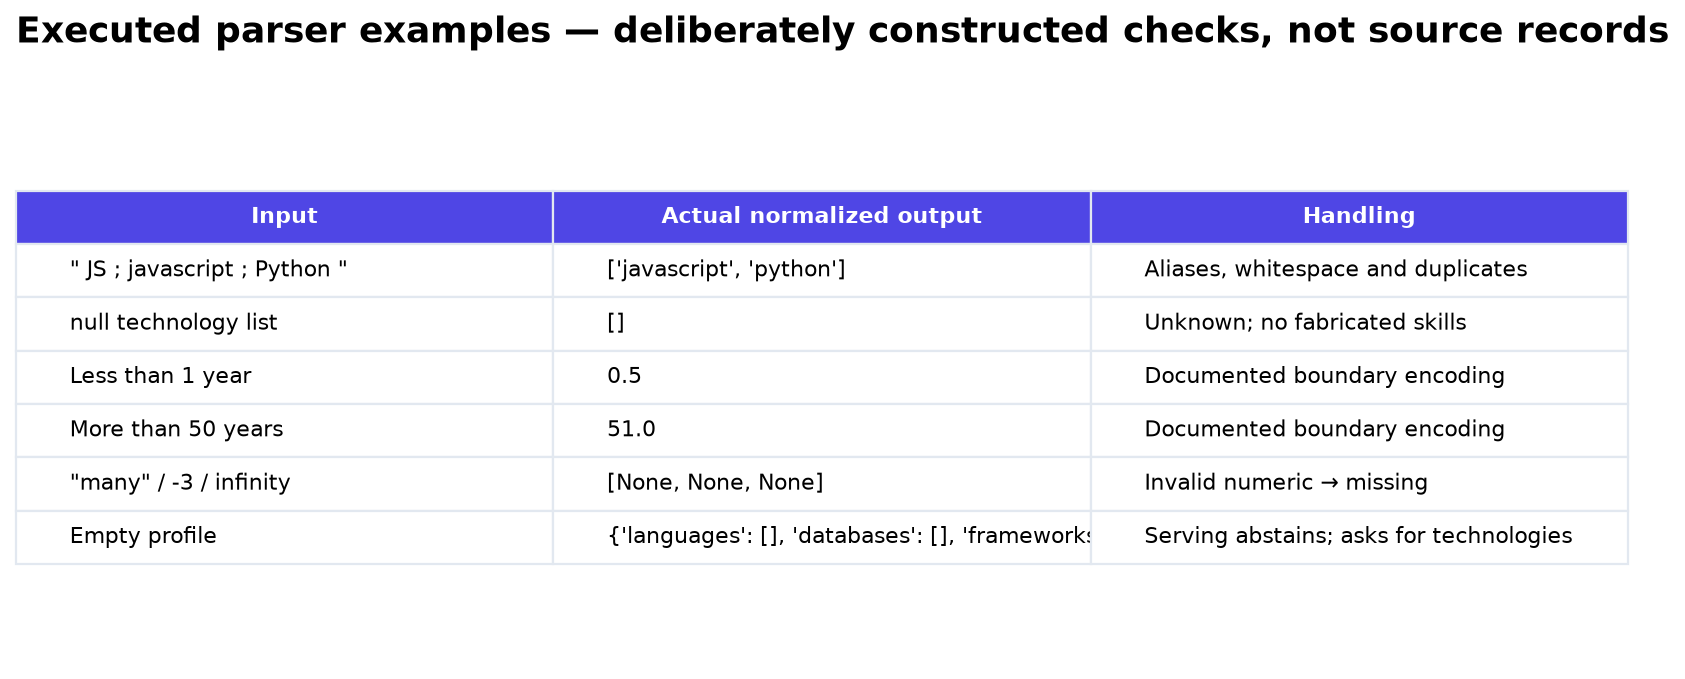 Executed parser examples — deliberately constructed checks, not source records
Input Actual normalized output Handling
" JS ; javascript ; Python " ['javascript', 'python'] Aliases, whitespace and duplicates
null technology list [] Unknown; no fabricated skills
Less than 1 year 0.5 Documented boundary encoding
More than 50 years 51.0 Documented boundary encoding
"many" / -3 / infinity [None, None, None] Invalid numeric → missing
Empty profile {'languages': [], 'databases': [], 'frameworks Serving abstains; asks for technologies